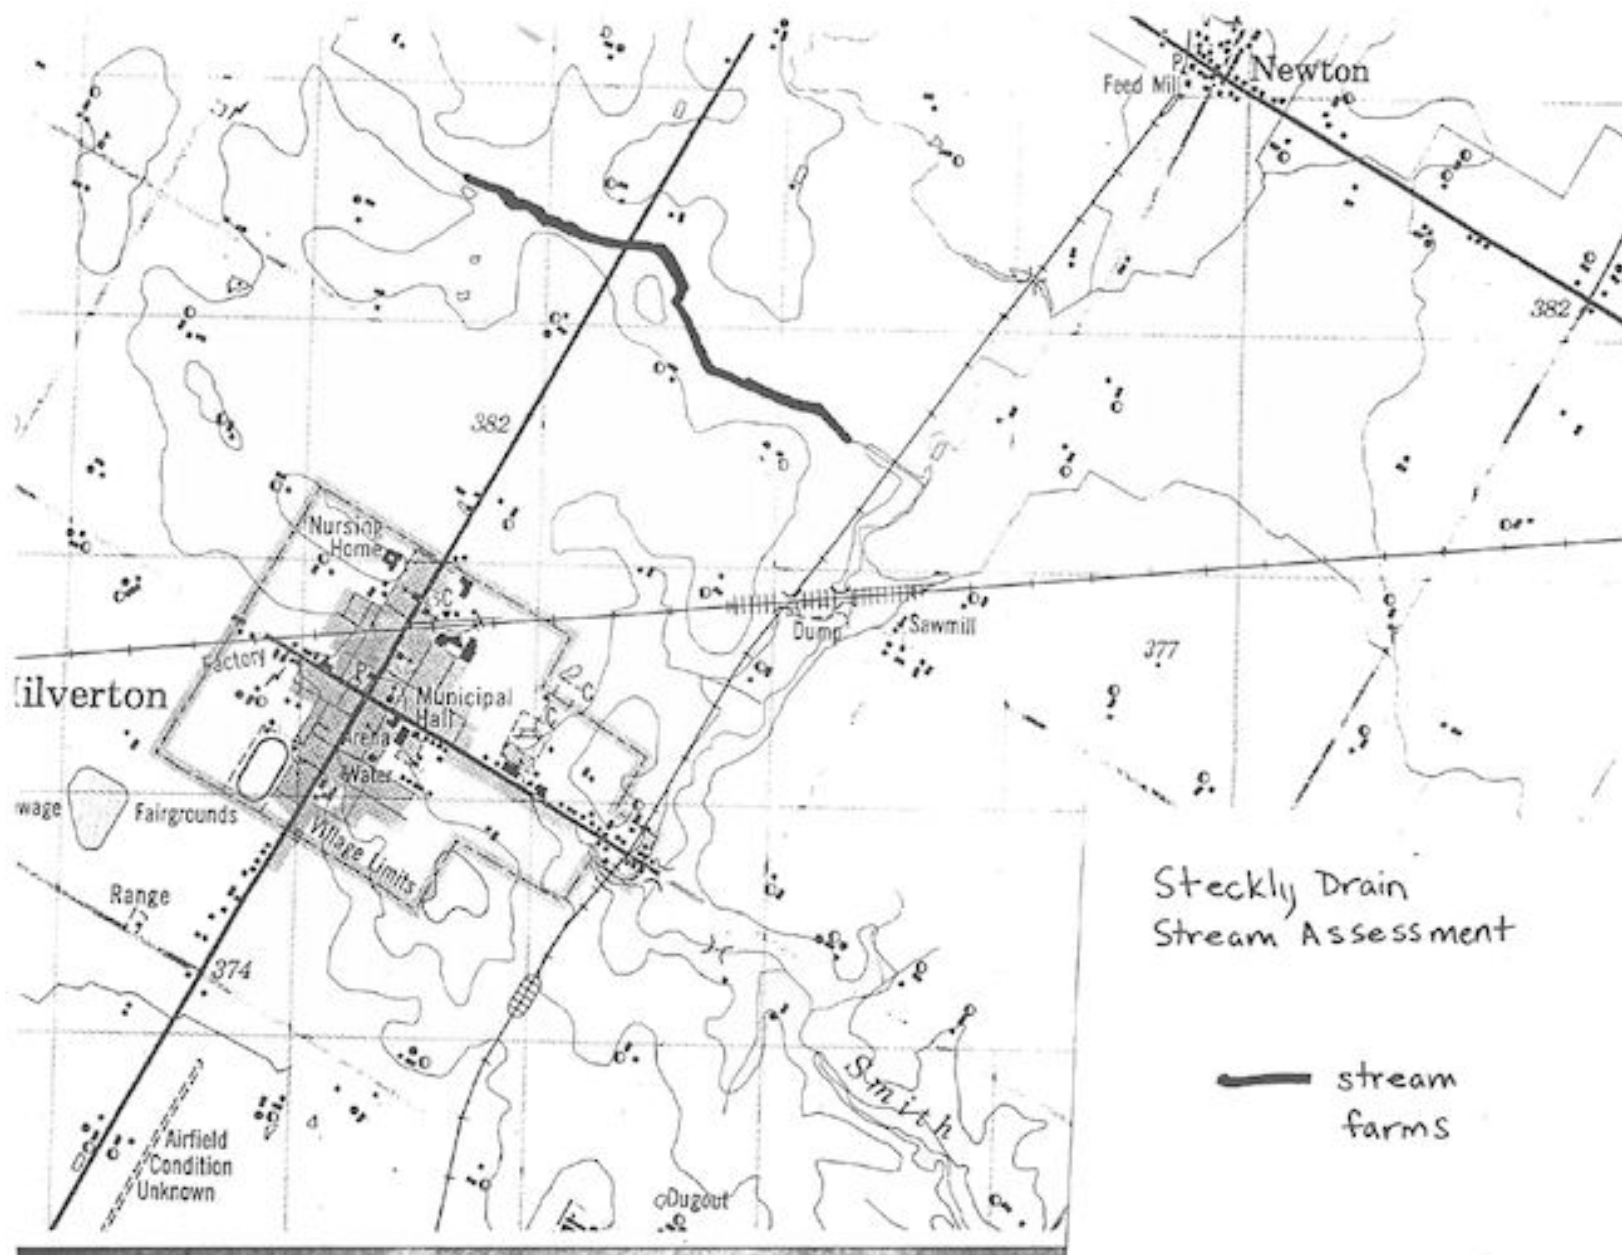 Newton
P
Feed Mill
382
382
Nursing
Home
C
Dump
Sawmill
377
Factory
P
ilverton
Municipal
Hall
C
C
Arena
Water
wage
Fairgrounds
Village Limits
Range
374
Steckly Drain
Stream Assessment
Smith
stream
farms
Airfield
Condition
Unknown
Dugout